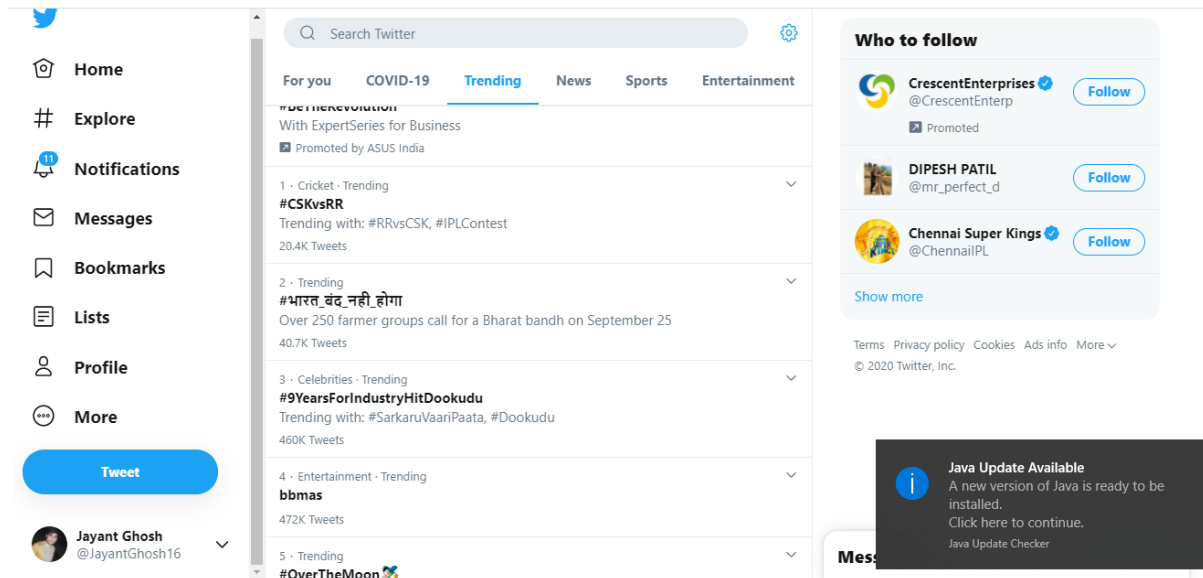 Home
Explore
11
Notifications
Messages
Bookmarks
Lists
Profile
More
Tweet
Jayant Ghosh
@JayantGhosh16
Search Twitter
For you COVID-19 Trending News Sports Entertainment
#BeTheRevolution
With ExpertSeries for Business
Promoted by ASUS India
1 · Cricket · Trending
#CSKvsRR
Trending with: #RRvsCSK, #IPLContest
20.4K Tweets
2 · Trending
#भारत_बंद_नही_होगा
Over 250 farmer groups call for a Bharat bandh on September 25
40.7K Tweets
3 · Celebrities · Trending
#9YearsForIndustryHitDookudu
Trending with: #SarkaruVaariPaata, #Dookudu
460K Tweets
4 · Entertainment · Trending
bbmas
472K Tweets
5 · Trending
#OverTheMoon
Who to follow
CrescentEnterprises
@CrescentEnterp
Follow
Promoted
DIPESH PATIL
@mr_perfect_d
Follow
Chennai Super Kings
@ChennaiIPL
Follow
Show more
Terms Privacy policy Cookies Ads info More
© 2020 Twitter, Inc.
Java Update Available
A new version of Java is ready to be
installed.
Click here to continue.
Java Update Checker